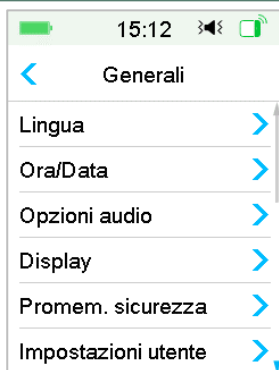 15:12
Generali
Lingua
Ora/Data
Opzioni audio
Display
Promem. sicurezza
Impostazioni utente